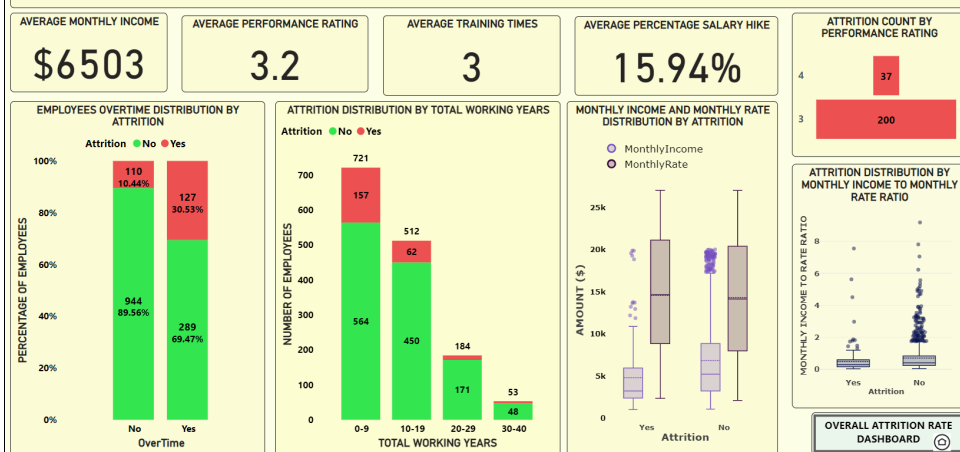 AVERAGE MONTHLY INCOME
$6503
AVERAGE PERFORMANCE RATING
3.2
AVERAGE TRAINING TIMES
3
AVERAGE PERCENTAGE SALARY HIKE
15.94%
ATTRITION COUNT BY
PERFORMANCE RATING
4
37
3
200
EMPLOYEES OVERTIME DISTRIBUTION BY
ATTRITION
Attrition No Yes
PERCENTAGE OF EMPLOYEES
100%
80%
60%
40%
20%
0%
110
10.44%
127
30.53%
944
89.56%
289
69.47%
No Yes
OverTime
ATTRITION DISTRIBUTION BY TOTAL WORKING YEARS
Attrition No Yes
NUMBER OF EMPLOYEES
700
600
500
400
300
200
100
0
721
157
564
512
62
450
184
171
53
48
0-9 10-19 20-29 30-40
TOTAL WORKING YEARS
MONTHLY INCOME AND MONTHLY RATE
DISTRIBUTION BY ATTRITION
MonthlyIncome
MonthlyRate
AMOUNT ($)
25k
20k
15k
10k
5k
0
Yes No
Attrition
ATTRITION DISTRIBUTION BY
MONTHLY INCOME TO MONTHLY
RATE RATIO
MONTHLY INCOME TO RATE RATIO
8
6
4
2
0
Yes No
Attrition
OVERALL ATTRITION RATE
DASHBOARD